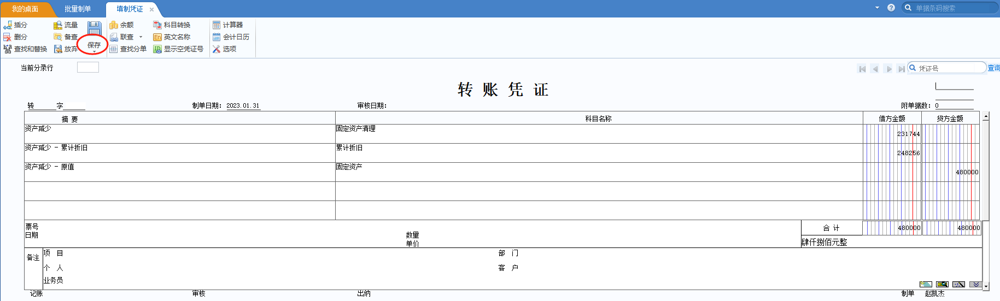 我的桌面 批量制单 填制凭证
单据条码搜索
插分 流量 余额 科目转换 计算器
删分 备查 联查 英文名称 会计日历
保存
查找和替换 放弃 查找分单 显示空凭证号 选项
当前分录行
凭证号 查询
转 账 凭 证
转 字 制单日期：2023.01.31 审核日期： 附单据数：0
摘 要 科目名称 借方金额 贷方金额
资产减少 固定资产清理 231744
资产减少 - 累计折旧 累计折旧 248256
资产减少 - 原值 固定资产 480000
票号
日期 数量
单价
合 计 480000 480000
肆仟捌佰元整
备注 项 目 部 门
个 人 客 户
业务员
记账 审核 出纳 制单 赵凯杰